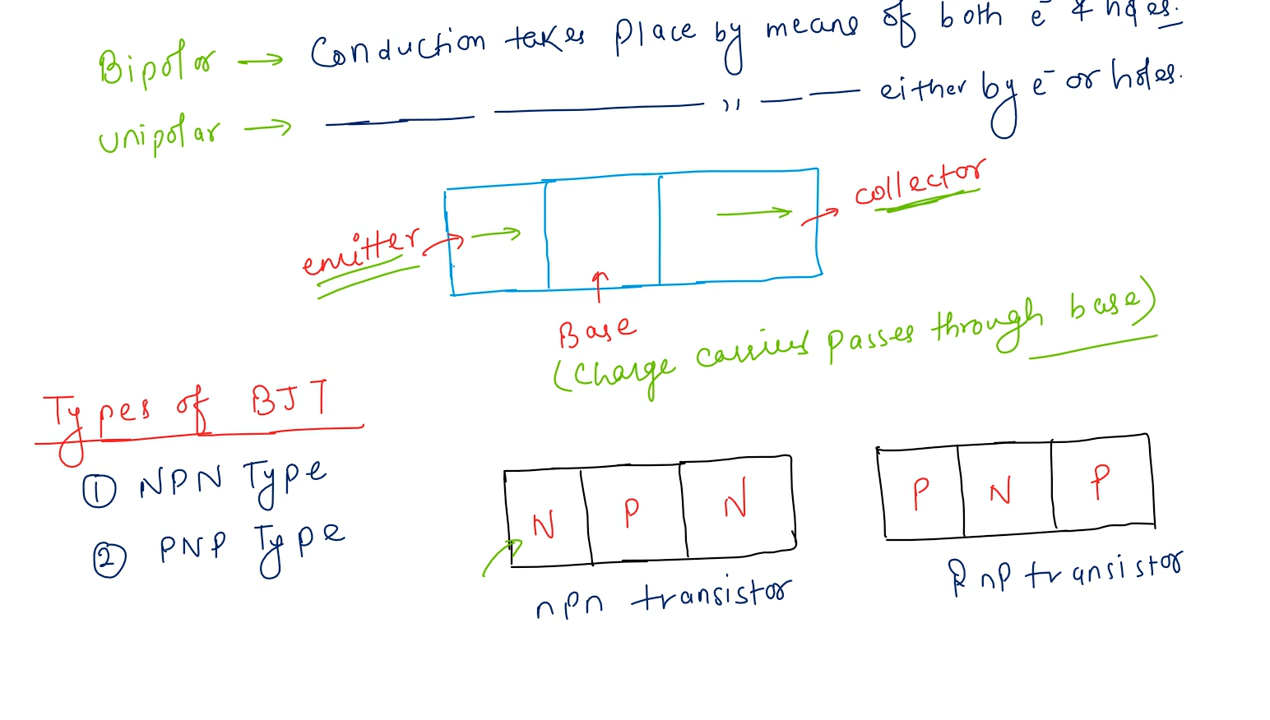 Bipolar → Conduction takes place by means of both e⁻ & holes.
Unipolar → ——— ——— " —— —— either by e⁻ or holes.
collector
emitter
Base
(Charge carries passes through base)
Types of BJT
① NPN Type
② PNP Type
N P N
P N P
npn transistor
pnp transistor